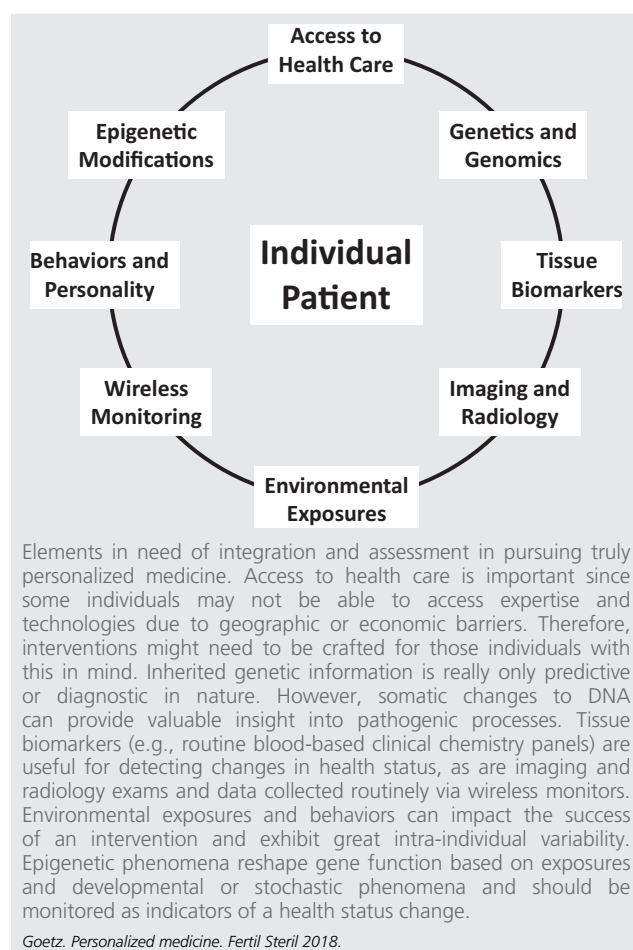 Access to
Health Care
Epigenetic
Modifications
Genetics and
Genomics
Behaviors and
Personality
Individual
Patient
Tissue
Biomarkers
Wireless
Monitoring
Imaging and
Radiology
Environmental
Exposures
Elements in need of integration and assessment in pursuing truly
personalized medicine. Access to health care is important since
some individuals may not be able to access expertise and
technologies due to geographic or economic barriers. Therefore,
interventions might need to be crafted for those individuals with
this in mind. Inherited genetic information is really only predictive
or diagnostic in nature. However, somatic changes to DNA
can provide valuable insight into pathogenic processes. Tissue
biomarkers (e.g., routine blood-based clinical chemistry panels) are
useful for detecting changes in health status, as are imaging and
radiology exams and data collected routinely via wireless monitors.
Environmental exposures and behaviors can impact the success
of an intervention and exhibit great intra-individual variability.
Epigenetic phenomena reshape gene function based on exposures
and developmental or stochastic phenomena and should be
monitored as indicators of a health status change.
Goetz. Personalized medicine. Fertil Steril 2018.